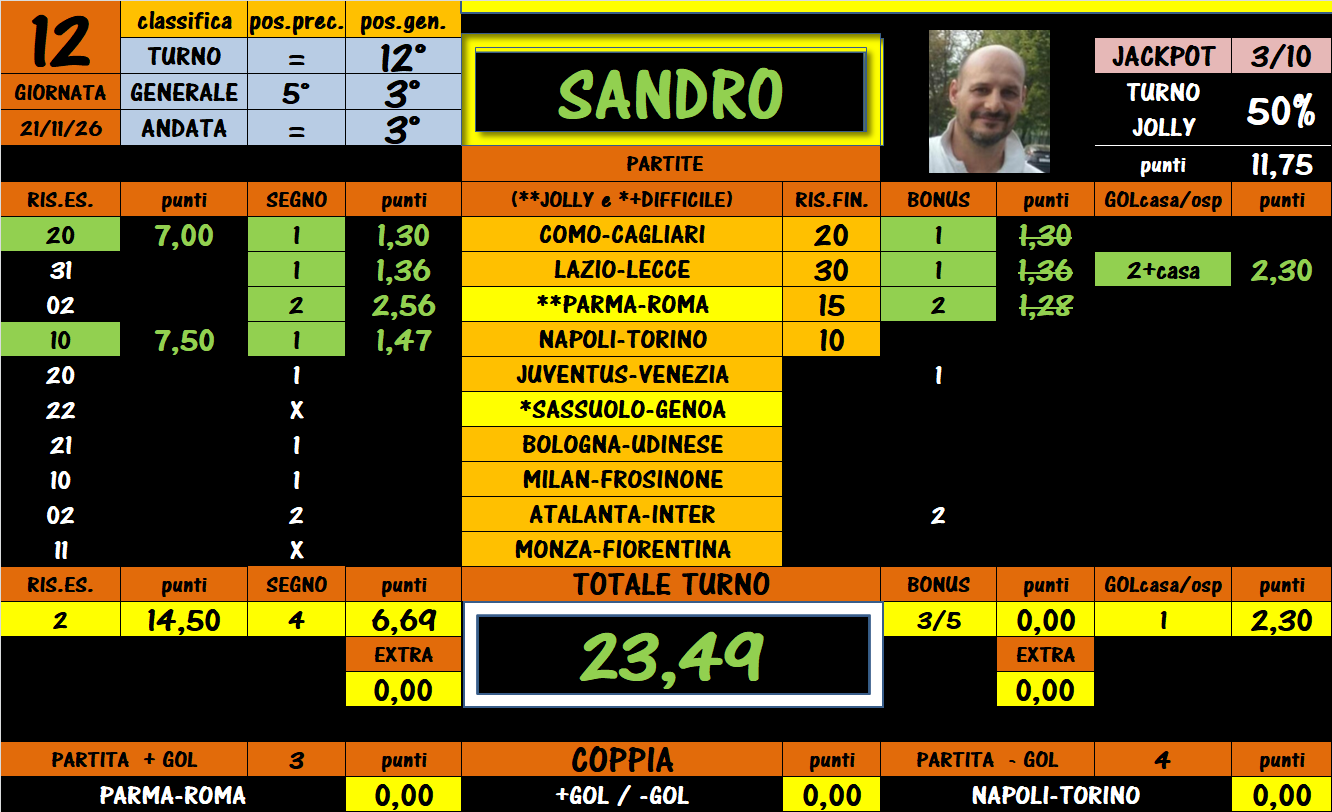 12 classifica pos.prec. pos.gen.
TURNO = 12°
GIORNATA GENERALE 5° 3°
21/11/26 ANDATA = 3°
SANDRO
JACKPOT 3/10
TURNO
JOLLY 50%
punti 11,75
PARTITE
RIS.ES. punti SEGNO punti (**JOLLY e *+DIFFICILE) RIS.FIN. BONUS punti GOLcasa/osp punti
20 7,00 1 1,30 COMO-CAGLIARI 20 1 1,30
31 1 1,36 LAZIO-LECCE 30 1 1,36 2+casa 2,30
02 2 2,56 **PARMA-ROMA 15 2 1,28
10 7,50 1 1,47 NAPOLI-TORINO 10
20 1 JUVENTUS-VENEZIA 1
22 X *SASSUOLO-GENOA
21 1 BOLOGNA-UDINESE
10 1 MILAN-FROSINONE
02 2 ATALANTA-INTER 2
11 X MONZA-FIORENTINA
RIS.ES. punti SEGNO punti TOTALE TURNO BONUS punti GOLcasa/osp punti
2 14,50 4 6,69 23,49 3/5 0,00 1 2,30
EXTRA EXTRA
0,00 0,00
PARTITA + GOL 3 punti COPPIA punti PARTITA - GOL 4 punti
PARMA-ROMA 0,00 +GOL / -GOL 0,00 NAPOLI-TORINO 0,00